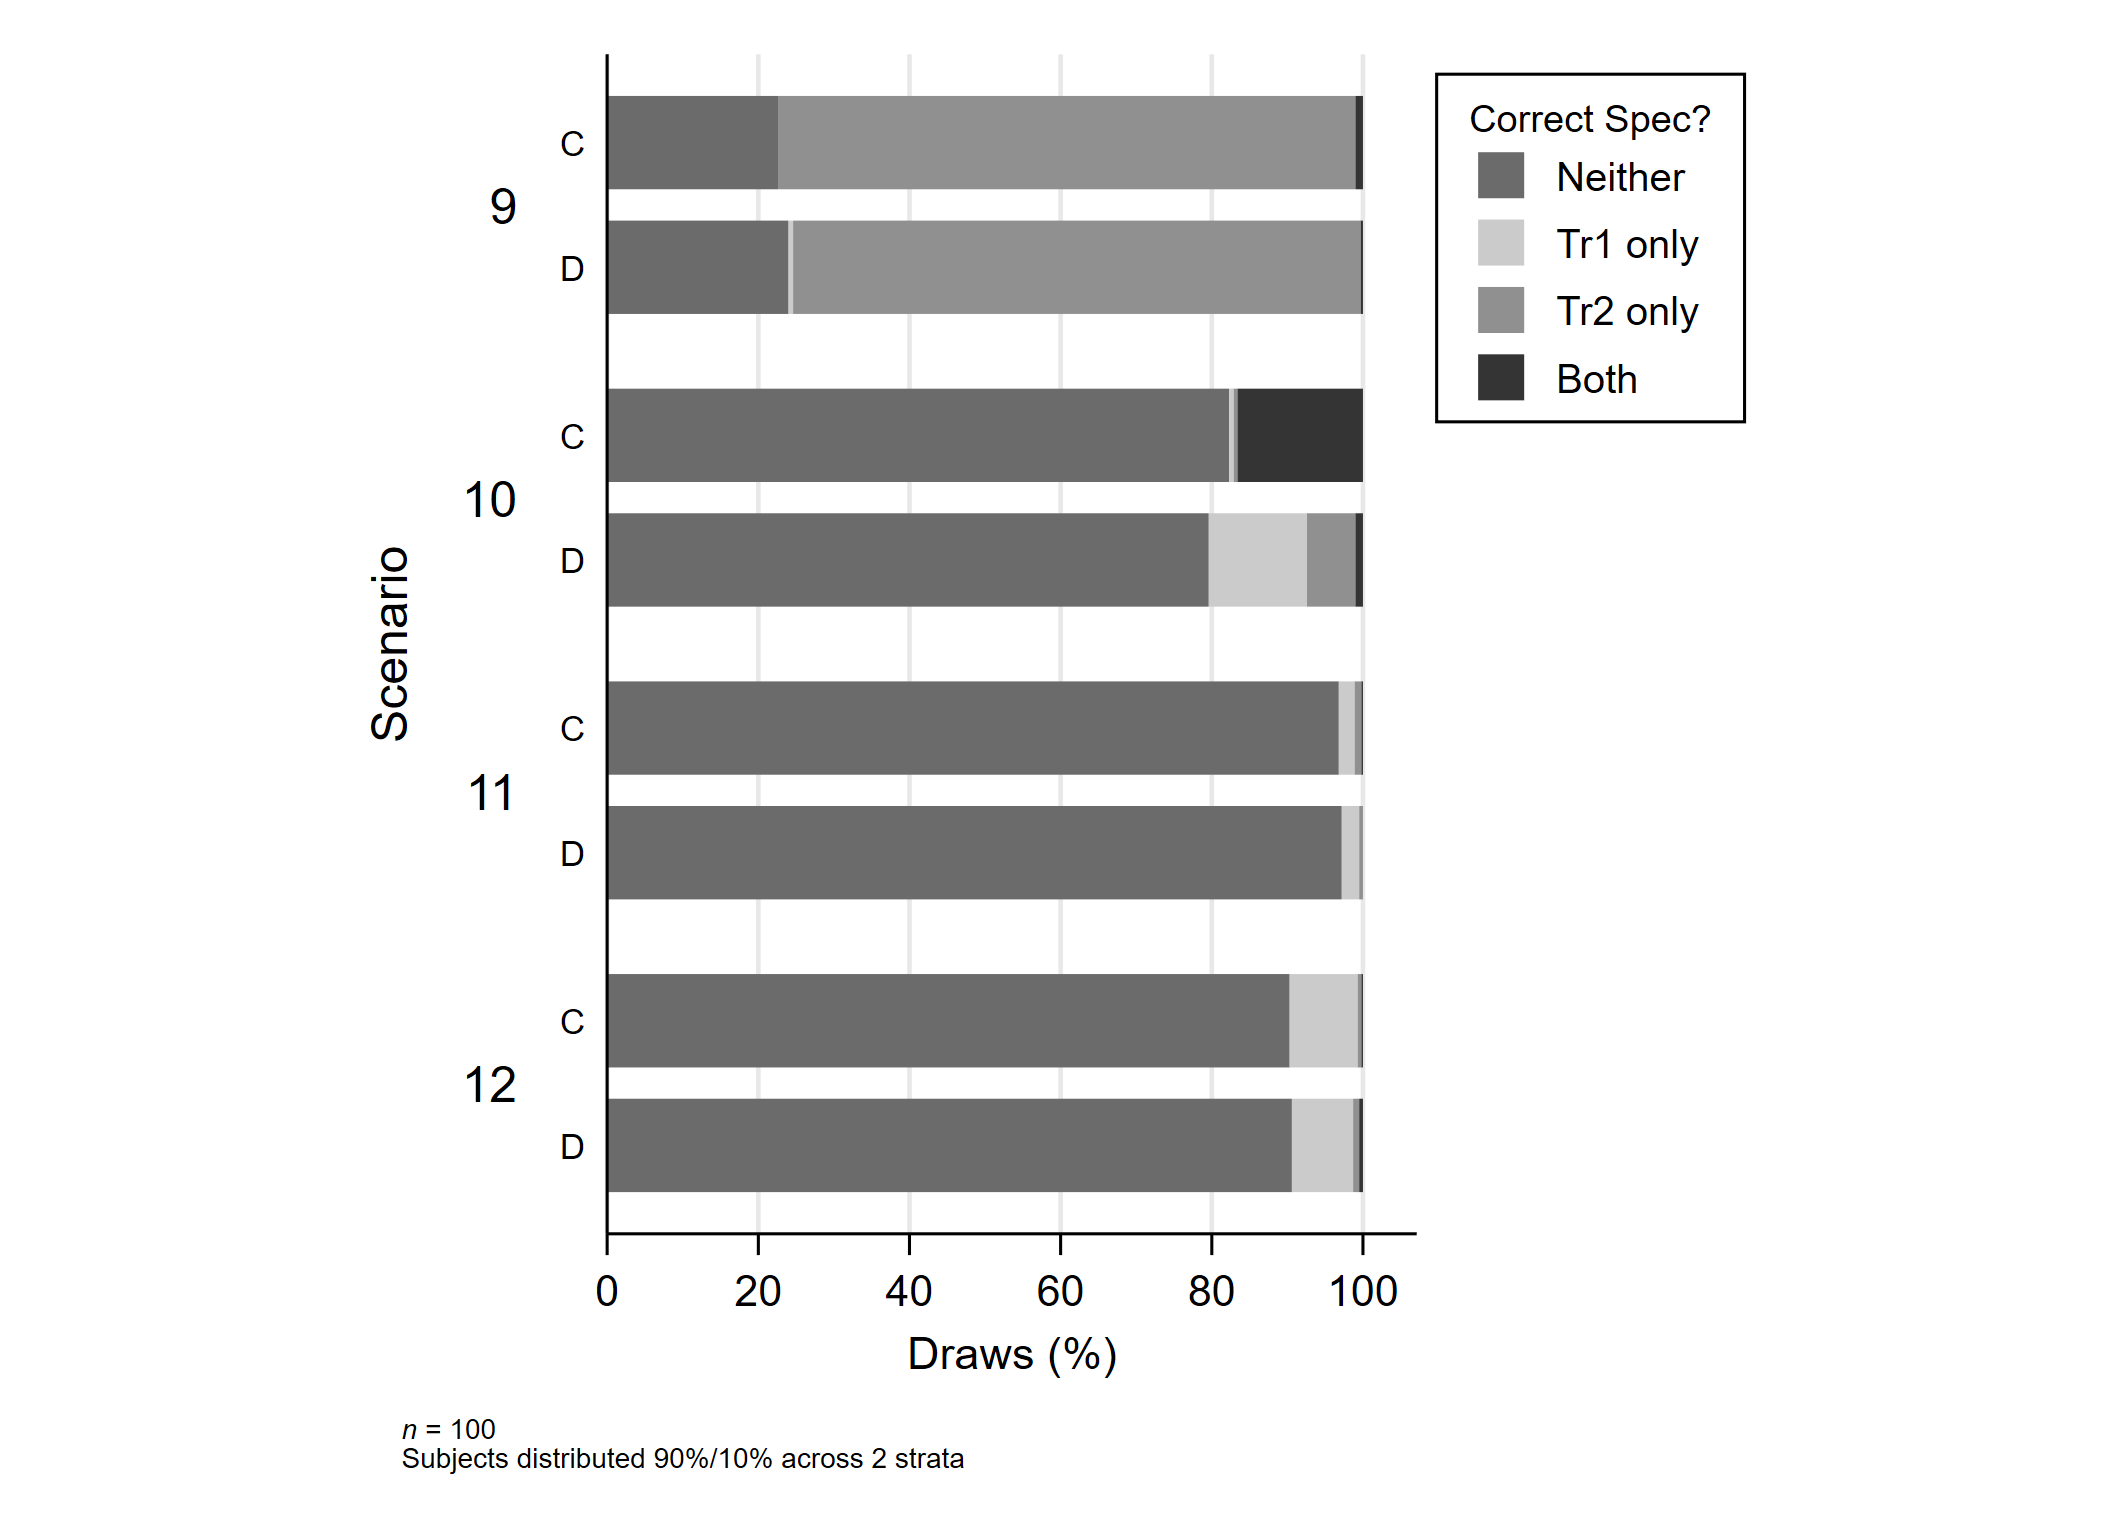 Correct Spec?
Neither
Tr1 only
Tr2 only
Both
Scenario
9
C
D
10
C
D
11
C
D
12
C
D
0 20 40 60 80 100
Draws (%)
n = 100
Subjects distributed 90%/10% across 2 strata